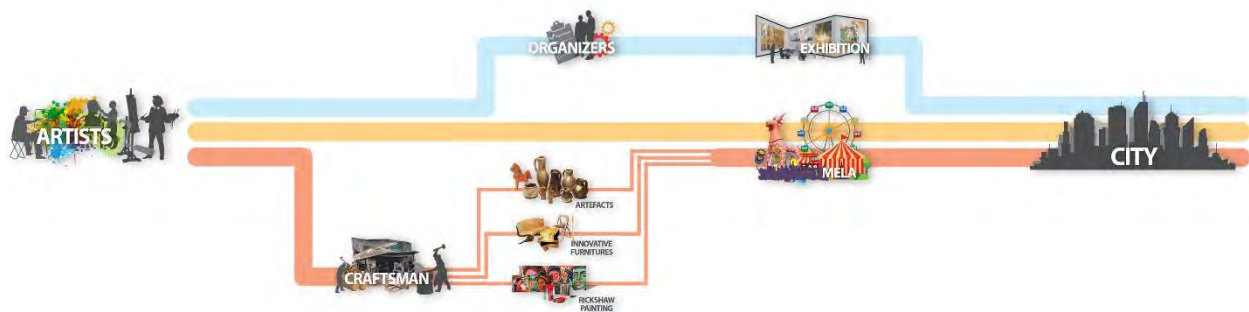 ORGANIZERS
EXHIBITION
ARTISTS
CITY
MELA
ARTEFACTS
INNOVATIVE
FURNITURES
CRAFTSMAN
RICKSHAW
PAINTING